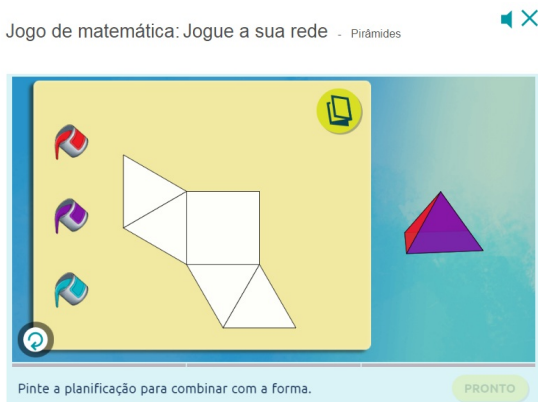 Jogo de matemática: Jogue a sua rede - Pirâmides
Pinte a planificação para combinar com a forma.
PRONTO